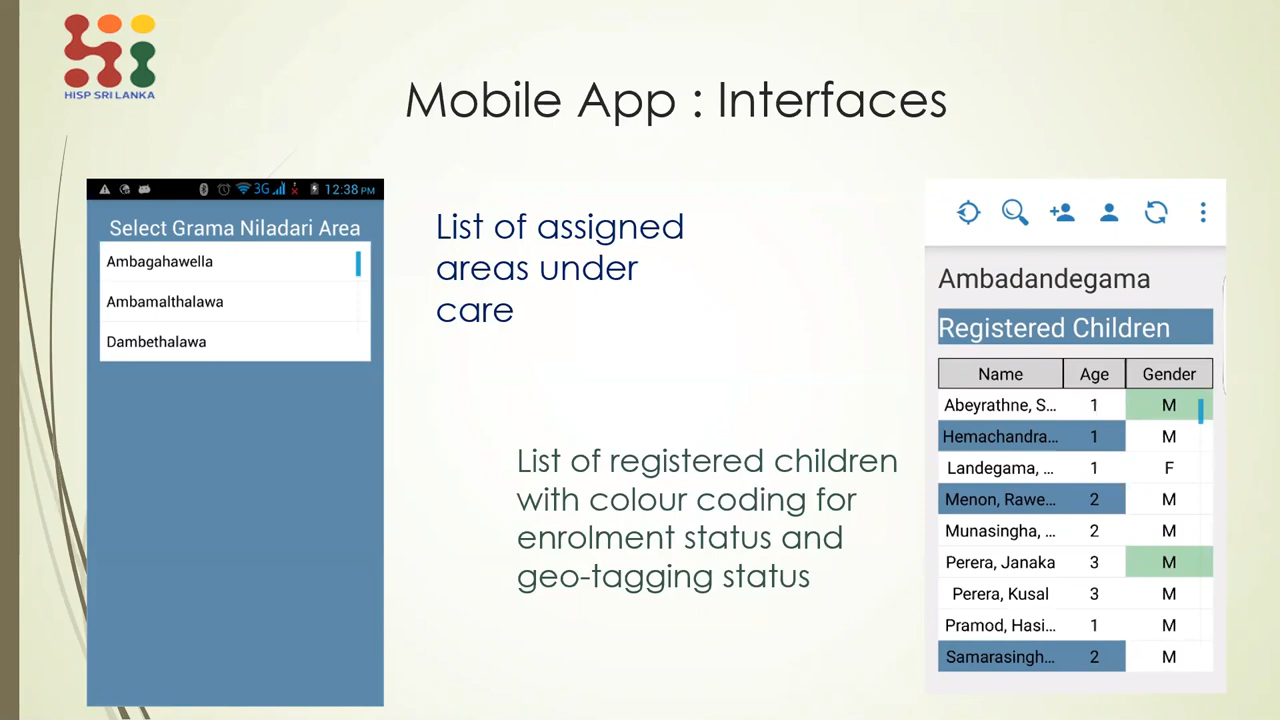 HISP SRI LANKA
Mobile App : Interfaces
3G 12:38 PM
Select Grama Niladari Area
Ambagahawella
Ambamalthalawa
Dambethalawa
List of assigned
areas under
care
List of registered children
with colour coding for
enrolment status and
geo-tagging status
Ambadandegama
Registered Children
Name Age Gender
Abeyrathne, S... 1 M
Hemachandra... 1 M
Landegama, ... 1 F
Menon, Rawe... 2 M
Munasingha, ... 2 M
Perera, Janaka 3 M
Perera, Kusal 3 M
Pramod, Hasi... 1 M
Samarasingh... 2 M